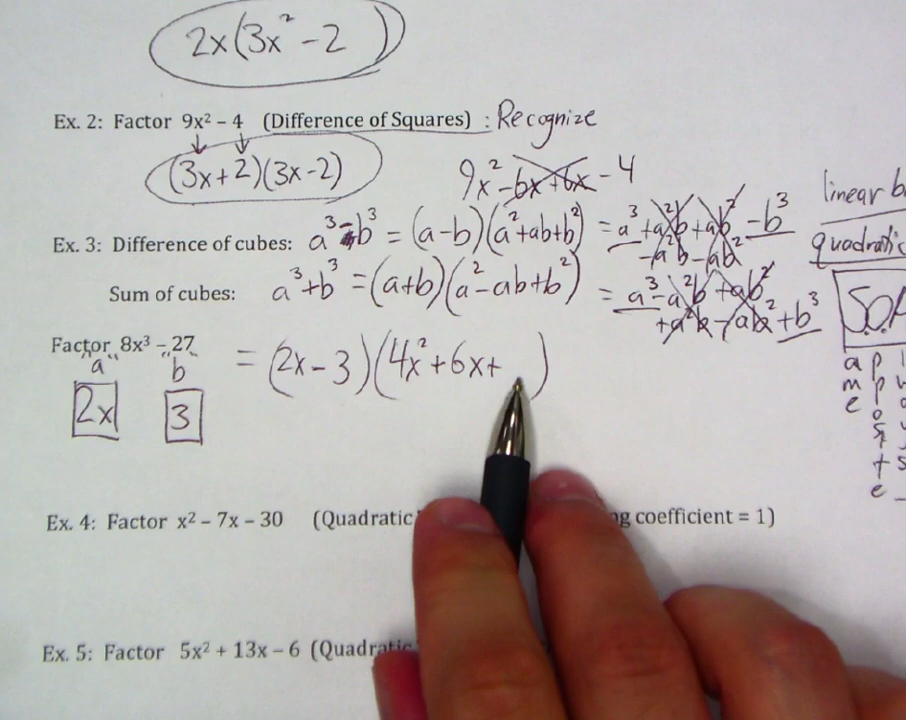 2x(3x² - 2 )
Ex. 2: Factor 9x² – 4 (Difference of Squares) : Recognize
(3x+2)(3x-2)
9x² -6x+6x -4
linear
Ex. 3: Difference of cubes: a³-b³ = (a-b)(a²+ab+b²) = a³+a²b+ab²-b³
-a²b-ab²
quadratic
Sum of cubes: a³+b³ = (a+b)(a²-ab+b²) = a³-a²b+ab²
+a²b-ab²+b³
Factor 8x³ – 27 = (2x-3)(4x²+6x+ )
"a" "b"
2x 3
Ex. 4: Factor x² – 7x – 30 (Quadratic coefficient = 1)
Ex. 5: Factor 5x² + 13x – 6